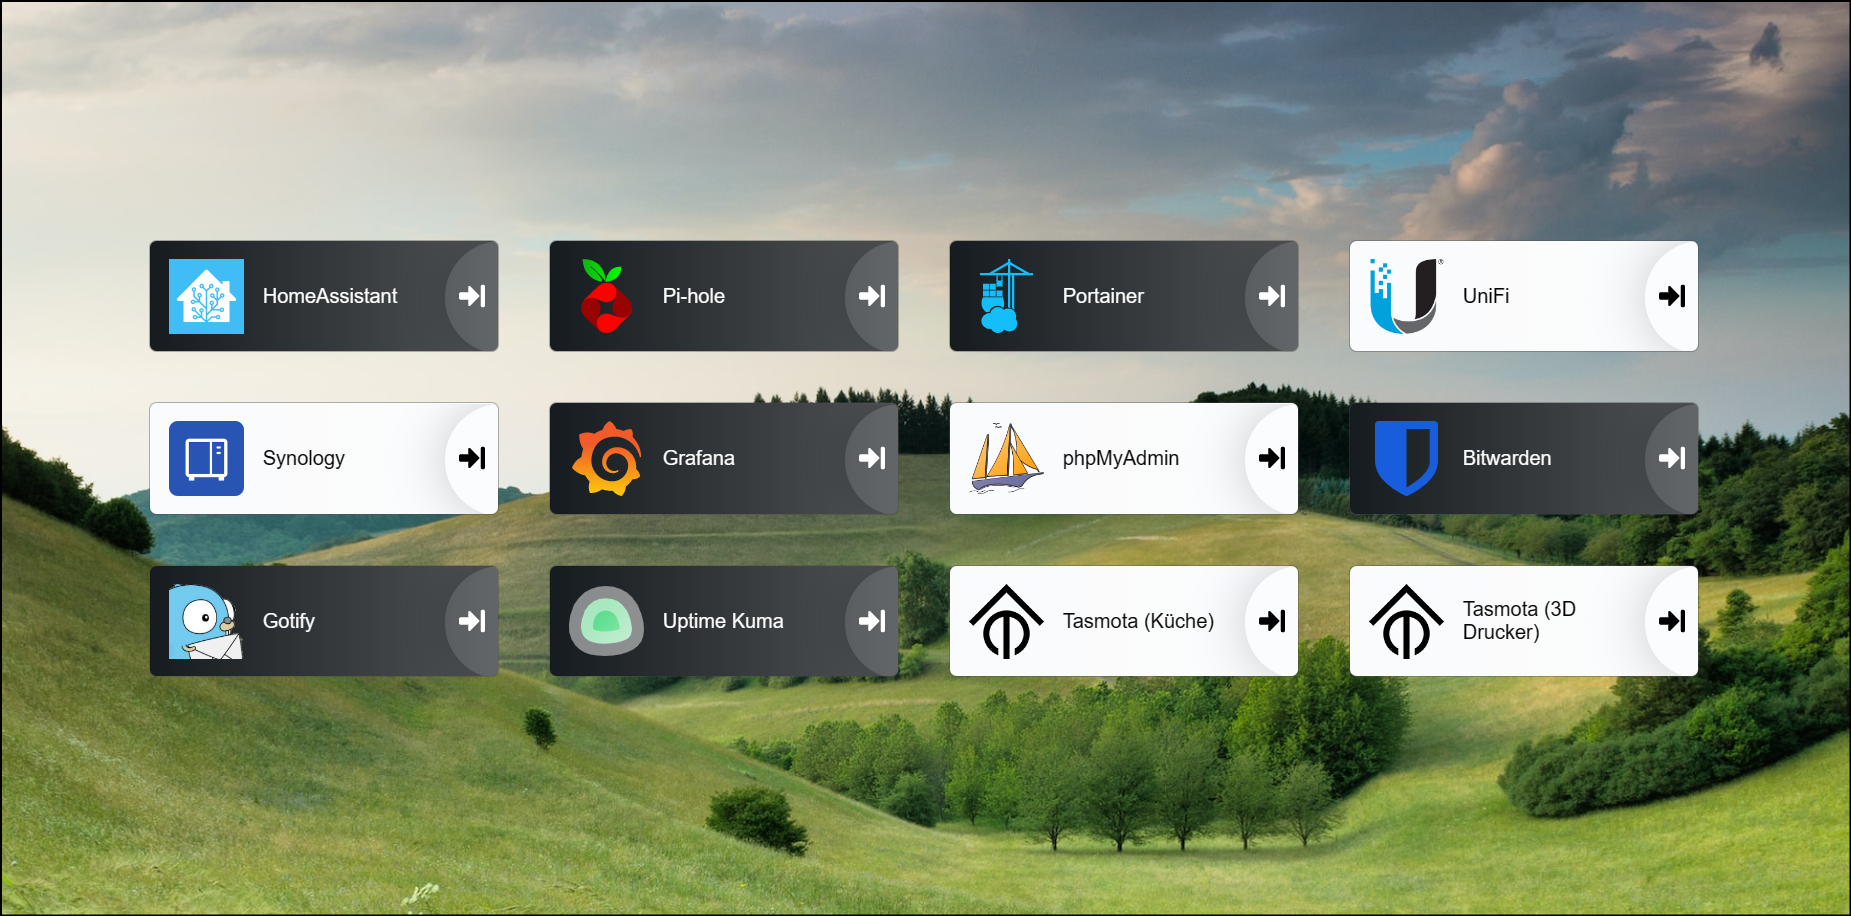 HomeAssistant
Pi-hole
Portainer
UniFi
Synology
Grafana
phpMyAdmin
Bitwarden
Gotify
Uptime Kuma
Tasmota (Küche)
Tasmota (3D
Drucker)